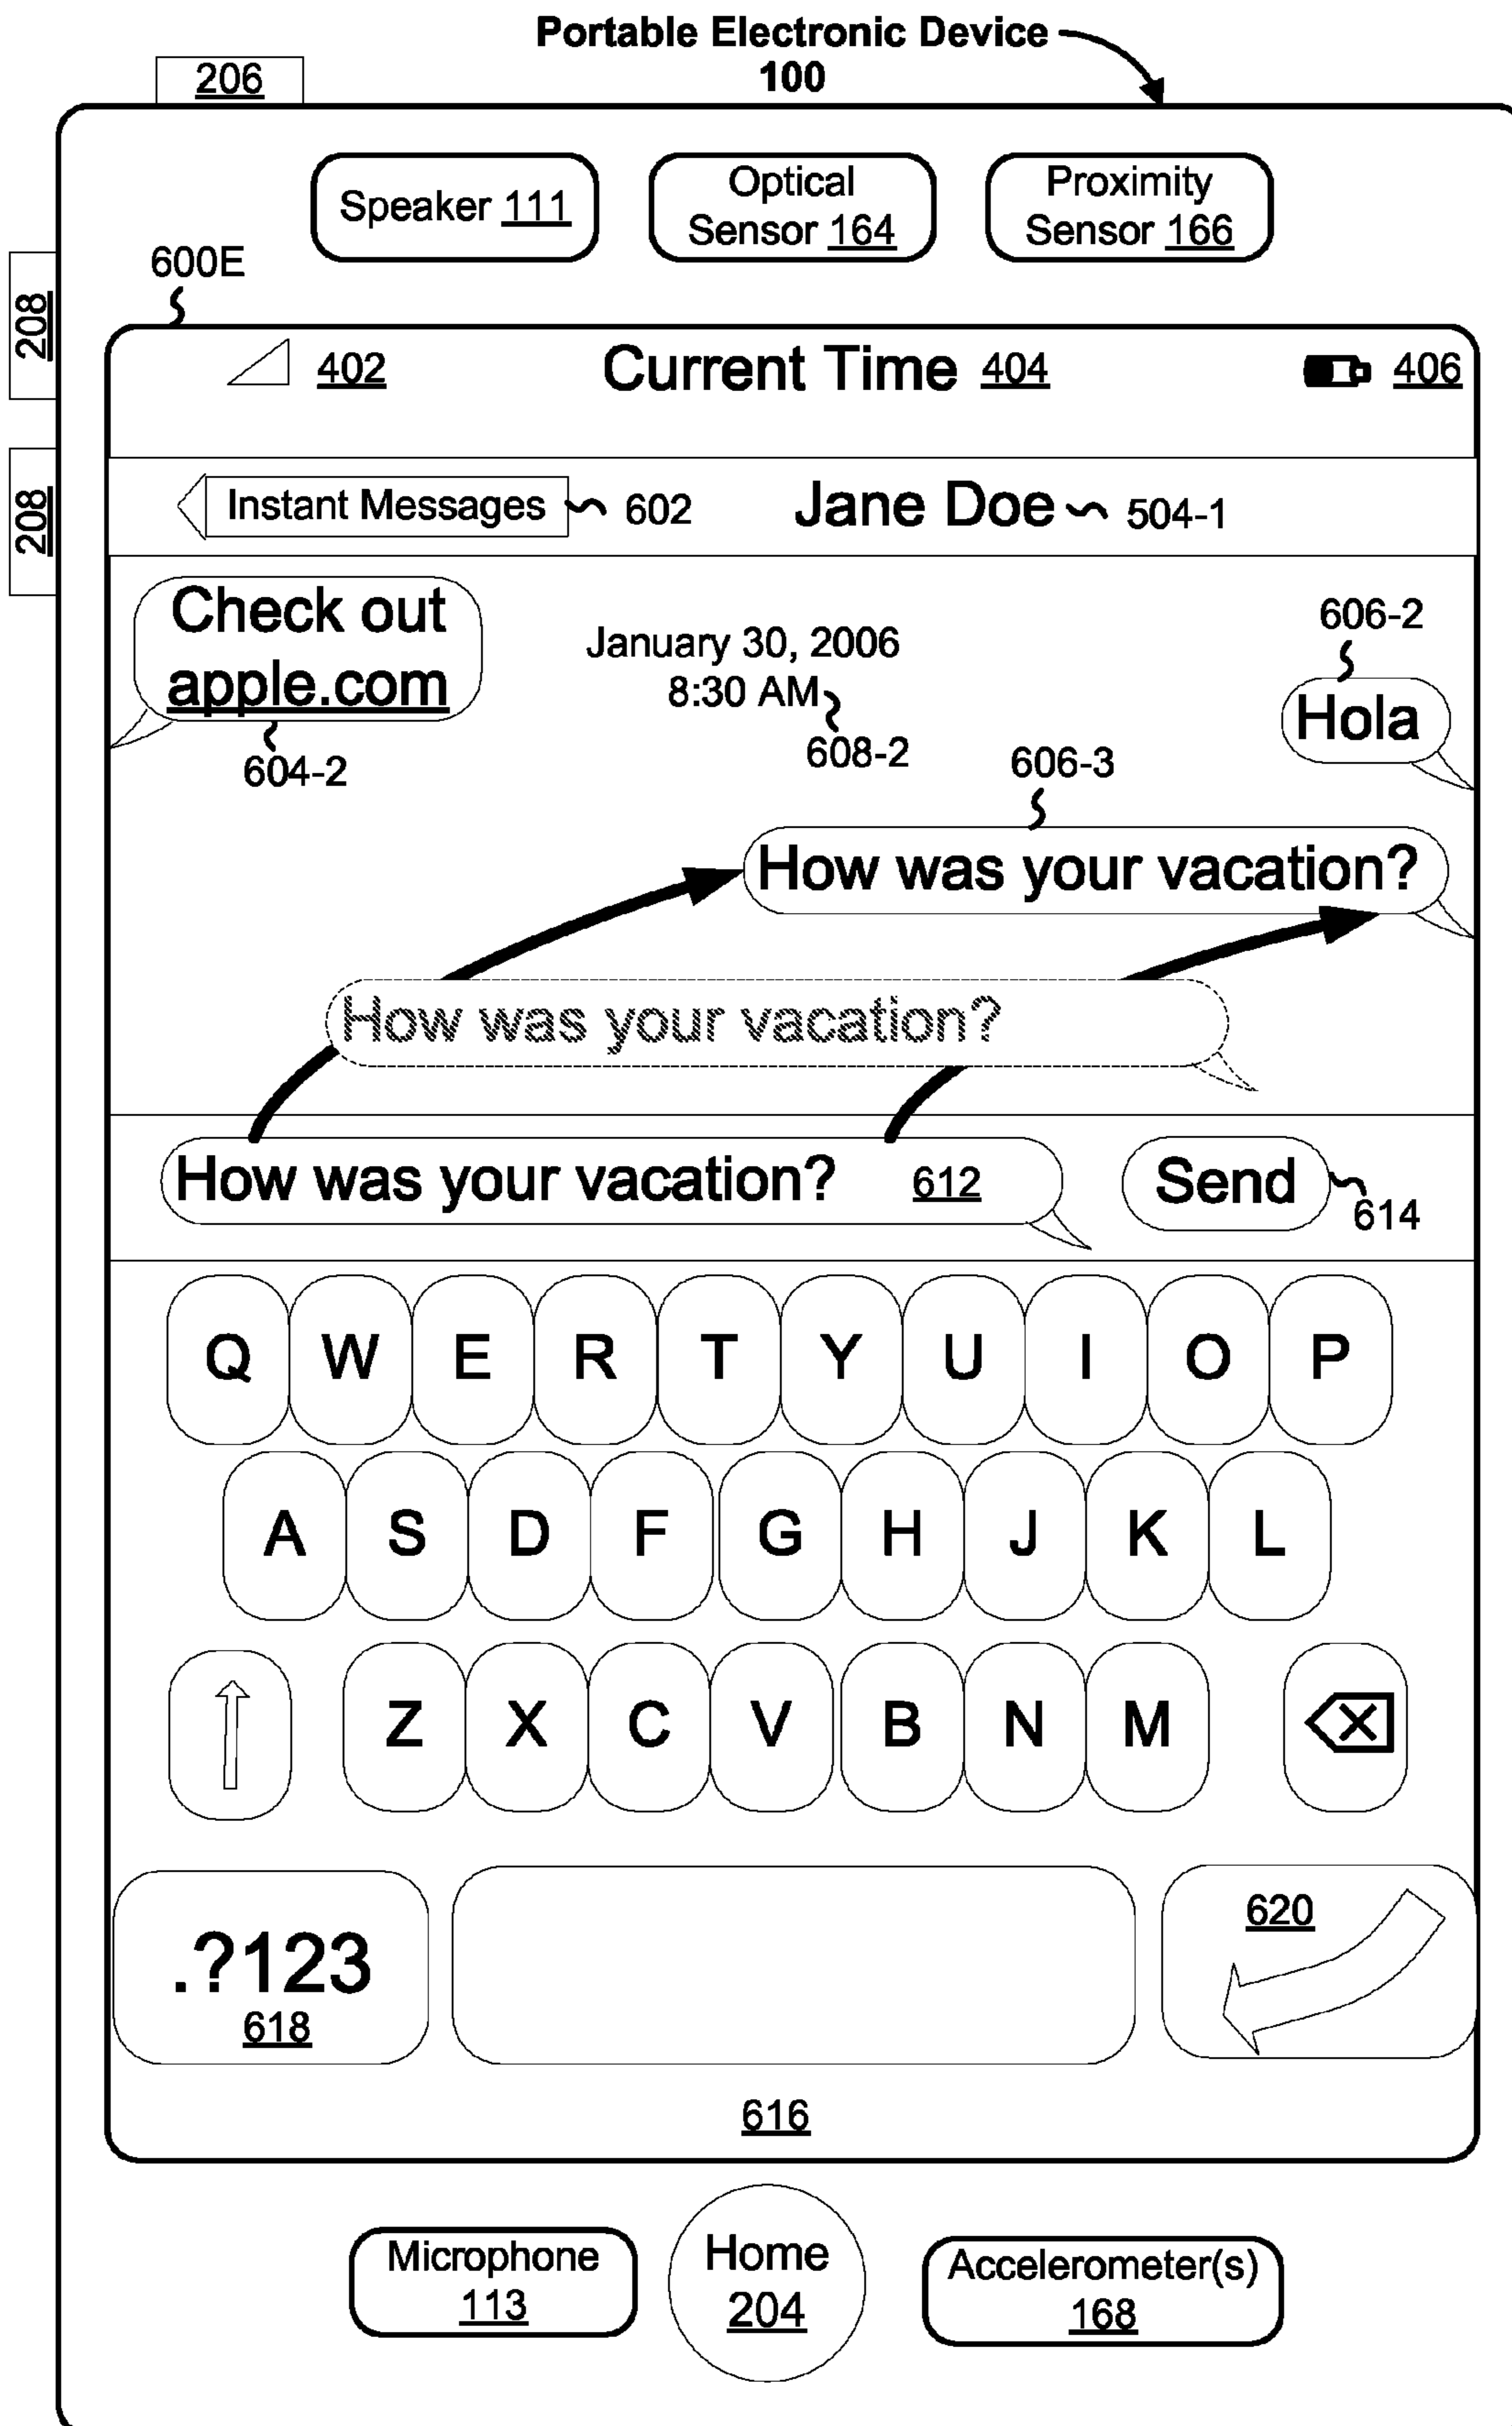 Portable Electronic Device
100
206
Speaker 111
Optical
Sensor 164
Proximity
Sensor 166
600E
208
208
402
Current Time 404
406
Instant Messages
602
Jane Doe
504-1
Check out
apple.com
604-2
January 30, 2006
8:30 AM
608-2
606-2
Hola
606-3
How was your vacation?
How was your vacation?
How was your vacation? 612
Send
614
Q W E R T Y U I O P
A S D F G H J K L
Z X C V B N M
.?123
618
620
616
Microphone
113
Home
204
Accelerometer(s)
168